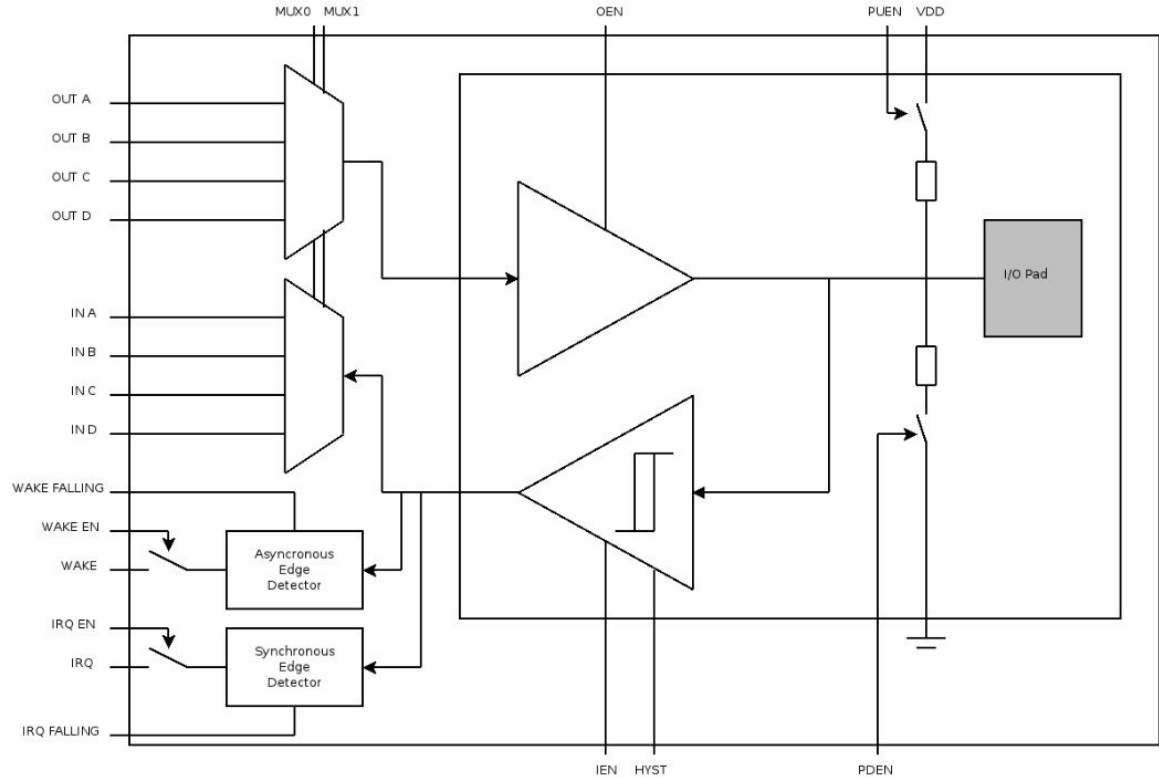 MUX0 MUX1 OEN PUEN VDD
OUT A
OUT B
OUT C
OUT D
I/O Pad
IN A
IN B
IN C
IN D
WAKE FALLING
WAKE EN
WAKE
Asyncronous
Edge
Detector
IRQ EN
IRQ
Synchronous
Edge
Detector
IRQ FALLING
IEN HYST PDEN